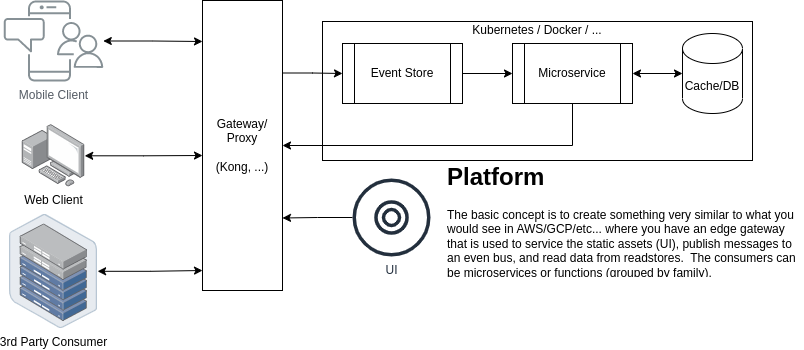 Kubernetes / Docker / ...
Event Store
Microservice
Cache/DB
Mobile Client
Gateway/
Proxy
(Kong, ...)
Web Client
3rd Party Consumer
UI
Platform
The basic concept is to create something very similar to what you
would see in AWS/GCP/etc... where you have an edge gateway
that is used to service the static assets (UI), publish messages to
an even bus, and read data from readstores.  The consumers can
be microservices or functions (grouped by family).